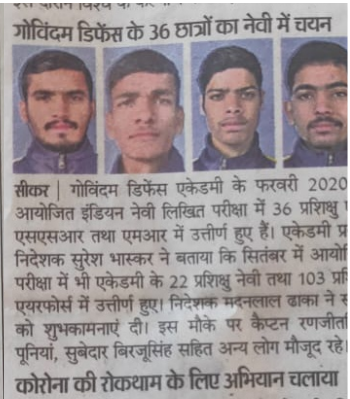 गोविंदम डिफेंस के 36 छात्रों का नेवी में चयन
सीकर | गोविंदम डिफेंस एकेडमी के फरवरी 2020
आयोजित इंडियन नेवी लिखित परीक्षा में 36 प्रशिक्षु
एसएसआर तथा एमआर में उत्तीर्ण हुए हैं। एकेडमी प्र
निदेशक सुरेश भास्कर ने बताया कि सितंबर में आयो
परीक्षा में भी एकेडमी के 22 प्रशिक्षु नेवी तथा 103 प्रशि
एयरफोर्स में उत्तीर्ण हुए। निदेशक मदनलाल ढाका ने स
को शुभकामनाएं दी। इस मौके पर कैप्टन रणजीत
पूनियां, सुबेदार बिरजूसिंह सहित अन्य लोग मौजूद रहे।
कोरोना की रोकथाम के लिए अभियान चलाया